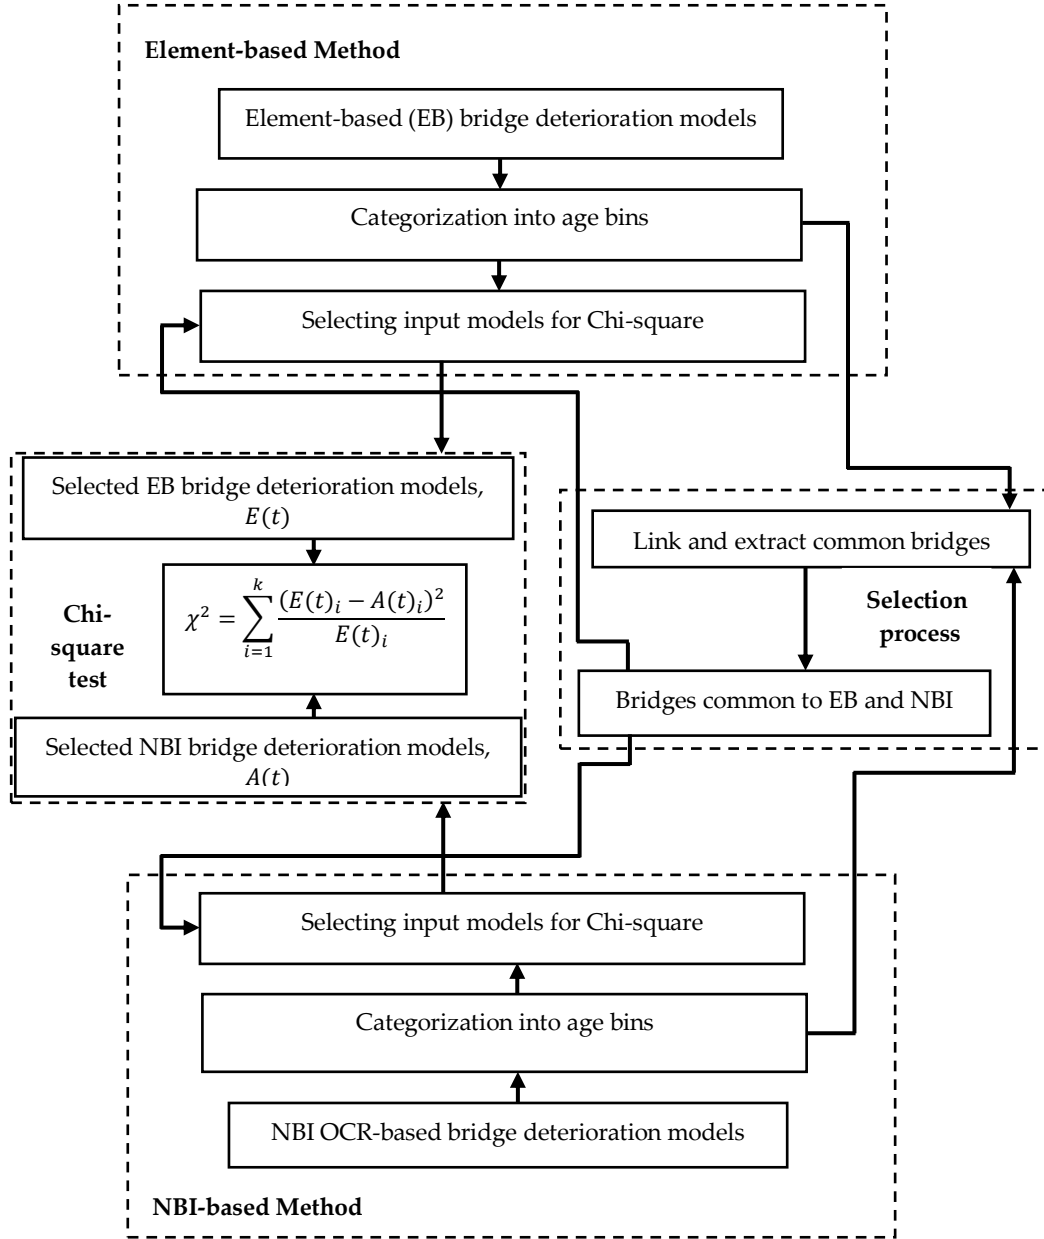 Element-based Method
Element-based (EB) bridge deterioration models
Categorization into age bins
Selecting input models for Chi-square
Selected EB bridge deterioration models,
E(t)
Chi-
square
test
χ² = ∑_{i=1}^{k} (E(t)_i − A(t)_i)² / E(t)_i
Selected NBI bridge deterioration models,
A(t)
Link and extract common bridges
Selection
process
Bridges common to EB and NBI
Selecting input models for Chi-square
Categorization into age bins
NBI OCR-based bridge deterioration models
NBI-based Method